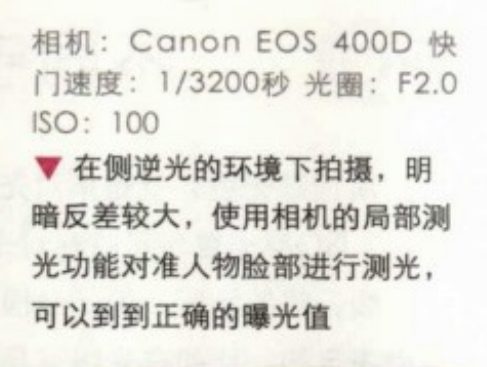 相机：Canon EOS 400D 快
门速度：1/3200秒 光圈：F2.0
ISO：100
▼ 在侧逆光的环境下拍摄，明
暗反差较大，使用相机的局部测
光功能对准人物脸部进行测光，
可以到到正确的曝光值